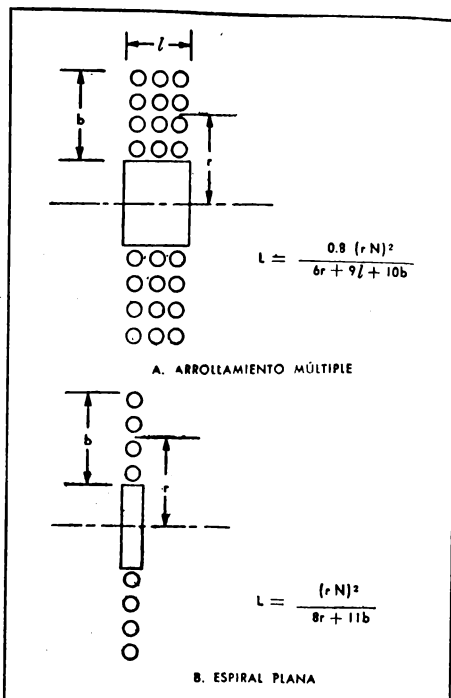 l
b
r
L = 0.8 (r N)² / 6r + 9l + 10b
A. ARROLLAMIENTO MÚLTIPLE
b
r
L = (r N)² / 8r + 11b
B. ESPIRAL PLANA